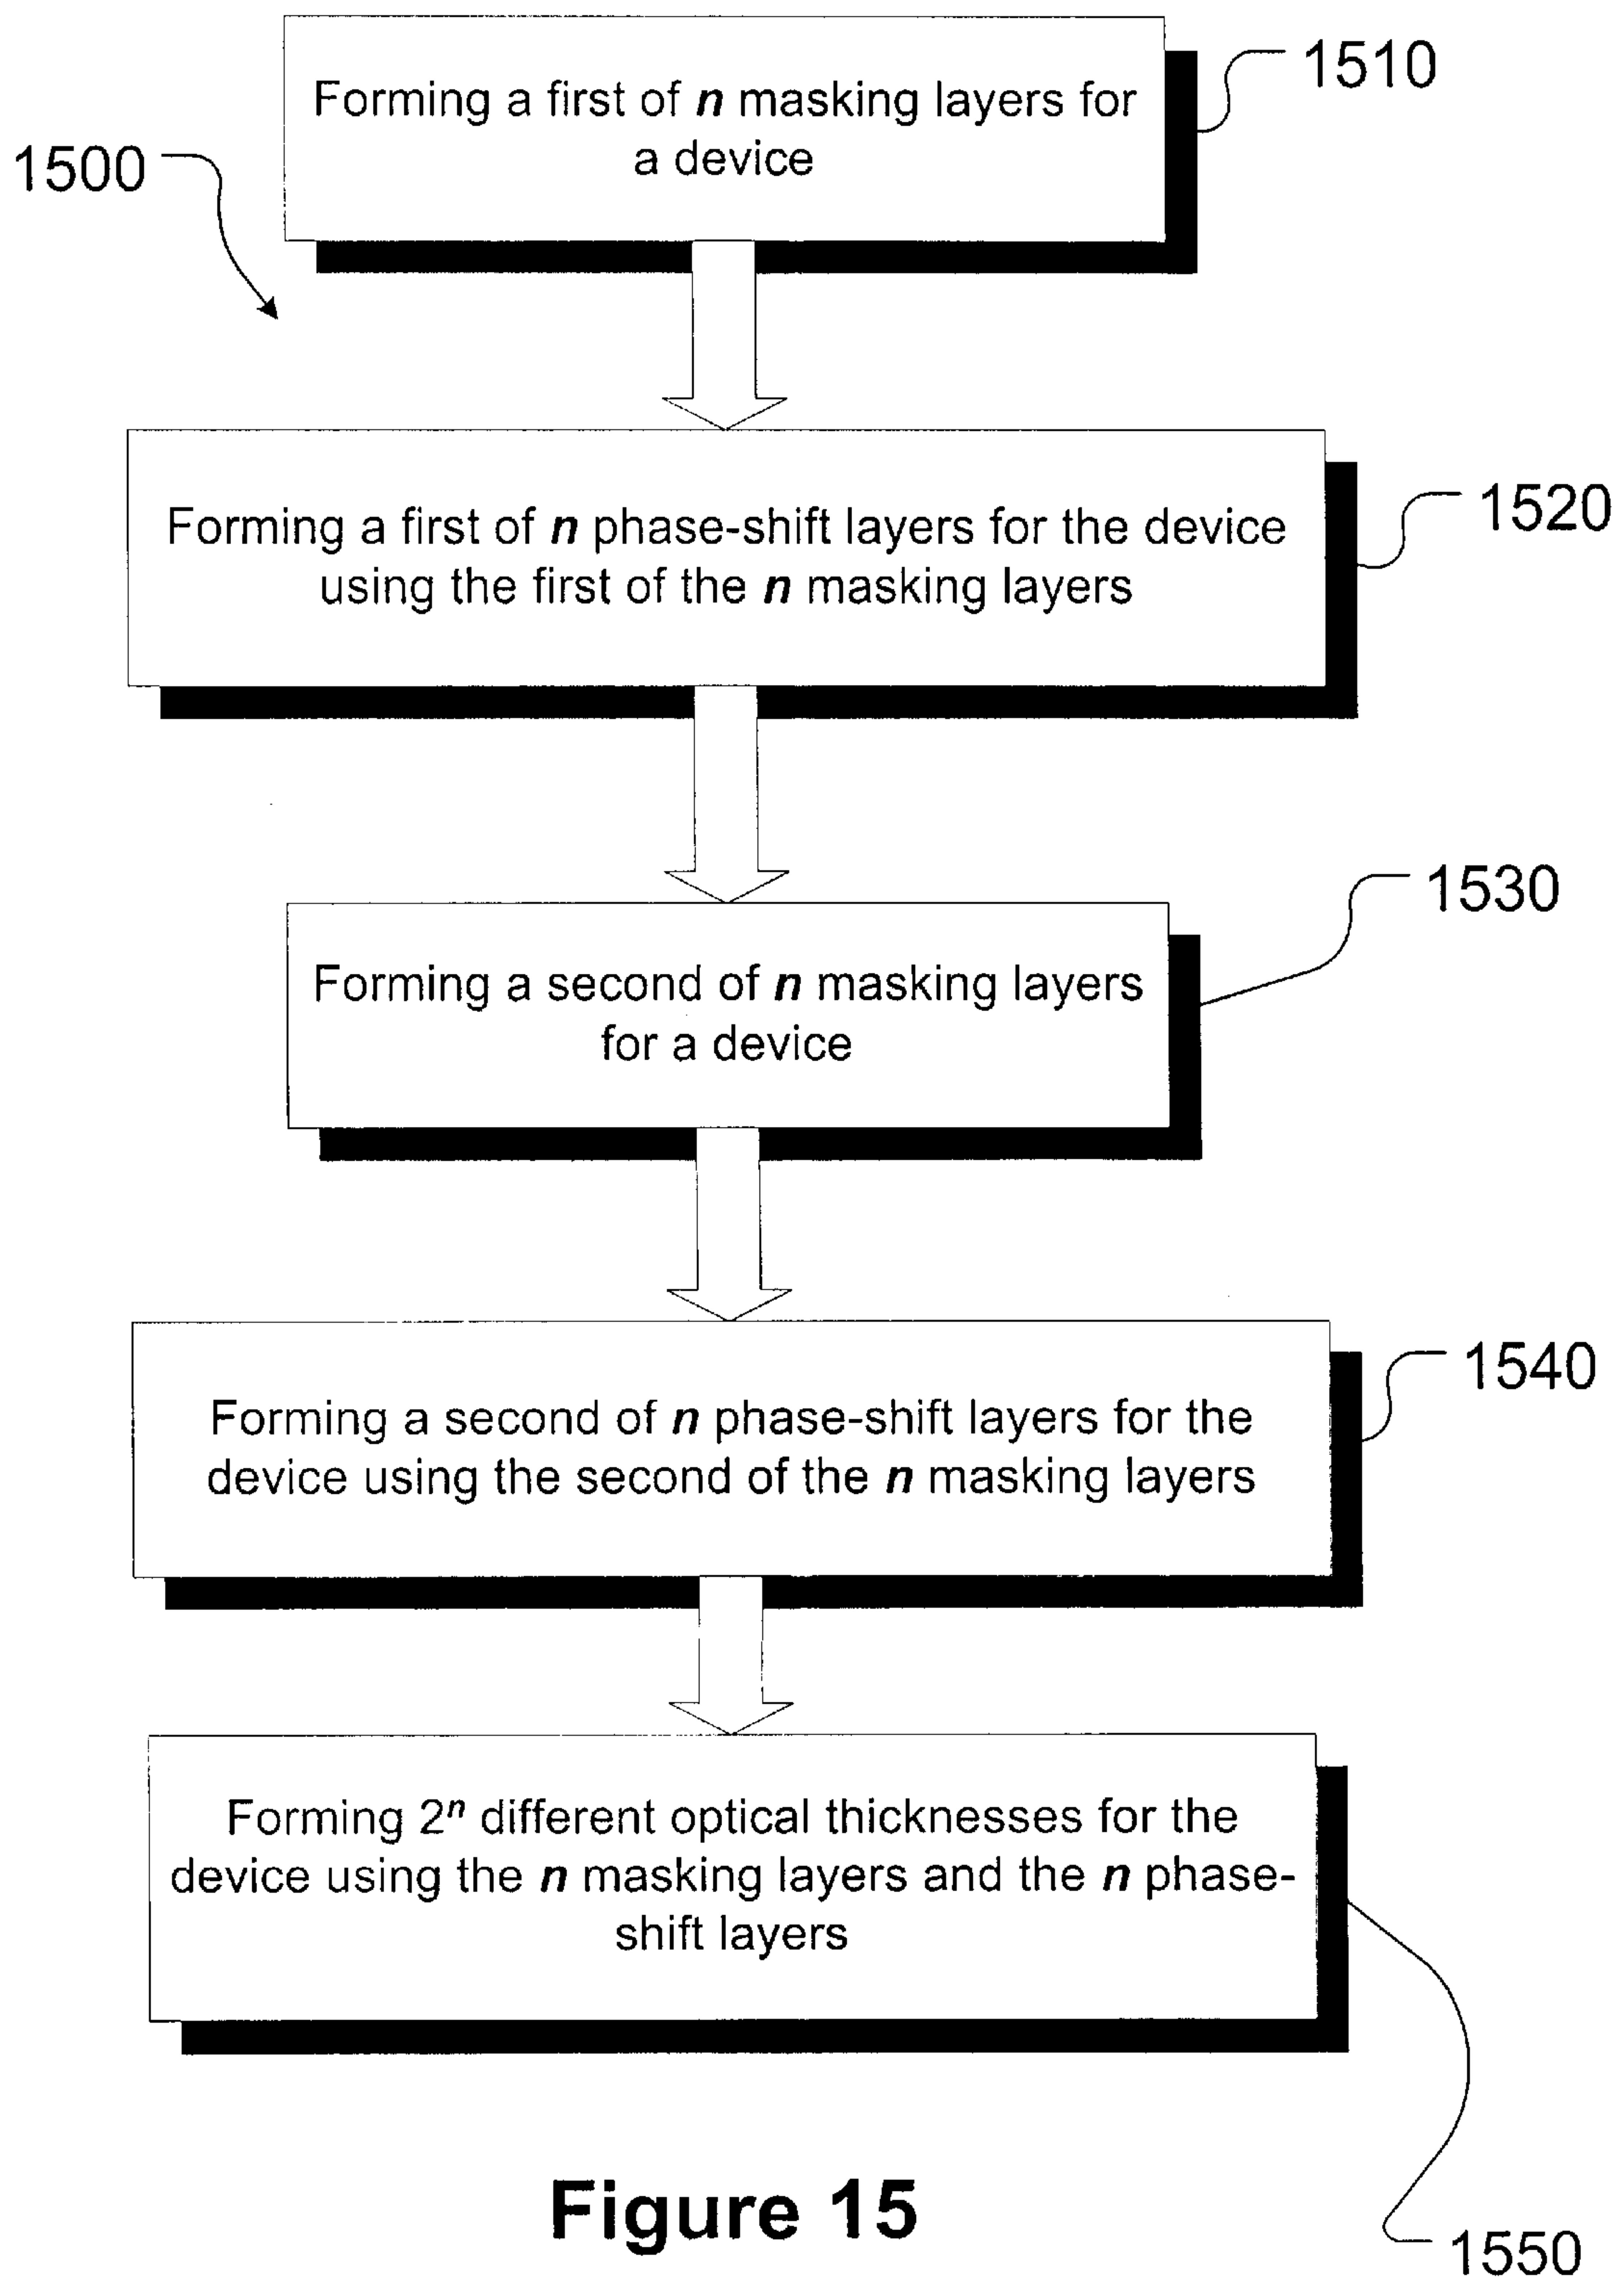 1510
Forming a first of n masking layers for
a device
1500
1520
Forming a first of n phase-shift layers for the device
using the first of the n masking layers
1530
Forming a second of n masking layers
for a device
1540
Forming a second of n phase-shift layers for the
device using the second of the n masking layers
Forming 2ⁿ different optical thicknesses for the
device using the n masking layers and the n phase-
shift layers
1550
Figure 15